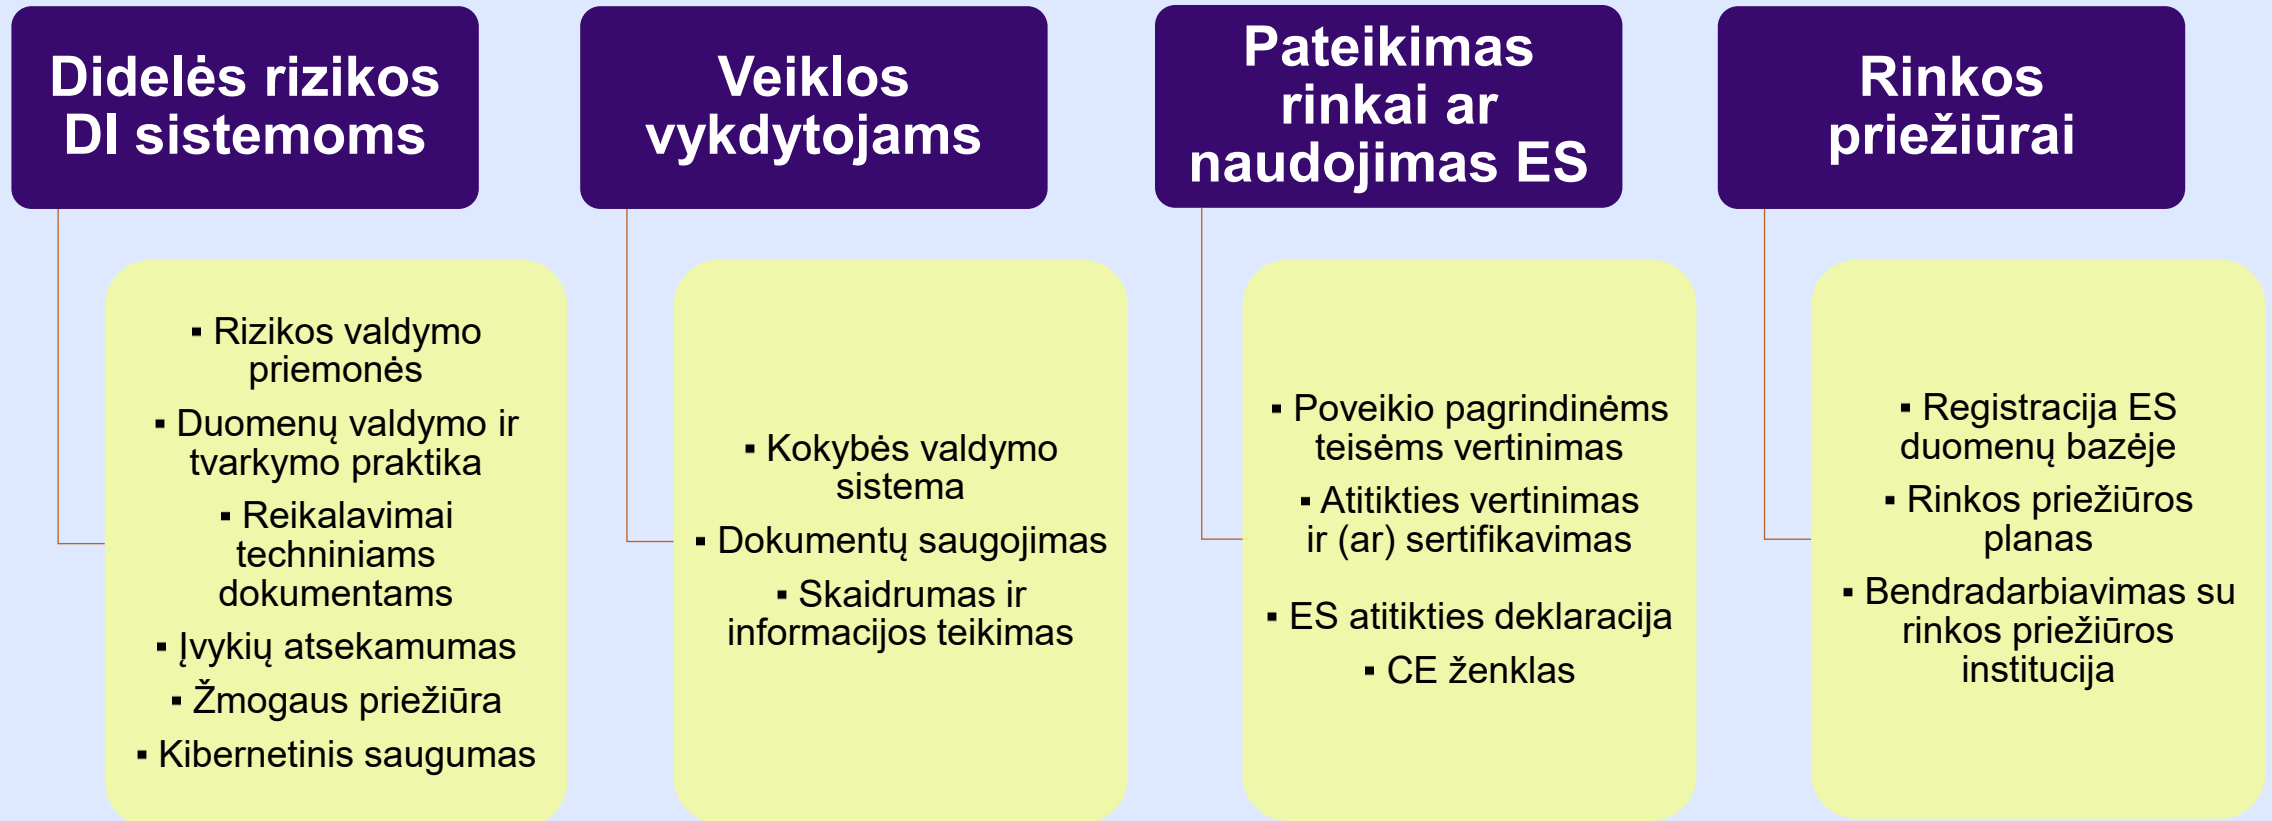 Didelės rizikos
DI sistemoms
▪ Rizikos valdymo
priemonės
▪ Duomenų valdymo ir
tvarkymo praktika
▪ Reikalavimai
techniniams
dokumentams
▪ Įvykių atsekamumas
▪ Žmogaus priežiūra
▪ Kibernetinis saugumas
Veiklos
vykdytojams
▪ Kokybės valdymo
sistema
▪ Dokumentų saugojimas
▪ Skaidrumas ir
informacijos teikimas
Pateikimas
rinkai ar
naudojimas ES
▪ Poveikio pagrindinėms
teisėms vertinimas
▪ Atitikties vertinimas
ir (ar) sertifikavimas
▪ ES atitikties deklaracija
▪ CE ženklas
Rinkos
priežiūrai
▪ Registracija ES
duomenų bazėje
▪ Rinkos priežiūros
planas
▪ Bendradarbiavimas su
rinkos priežiūros
institucija